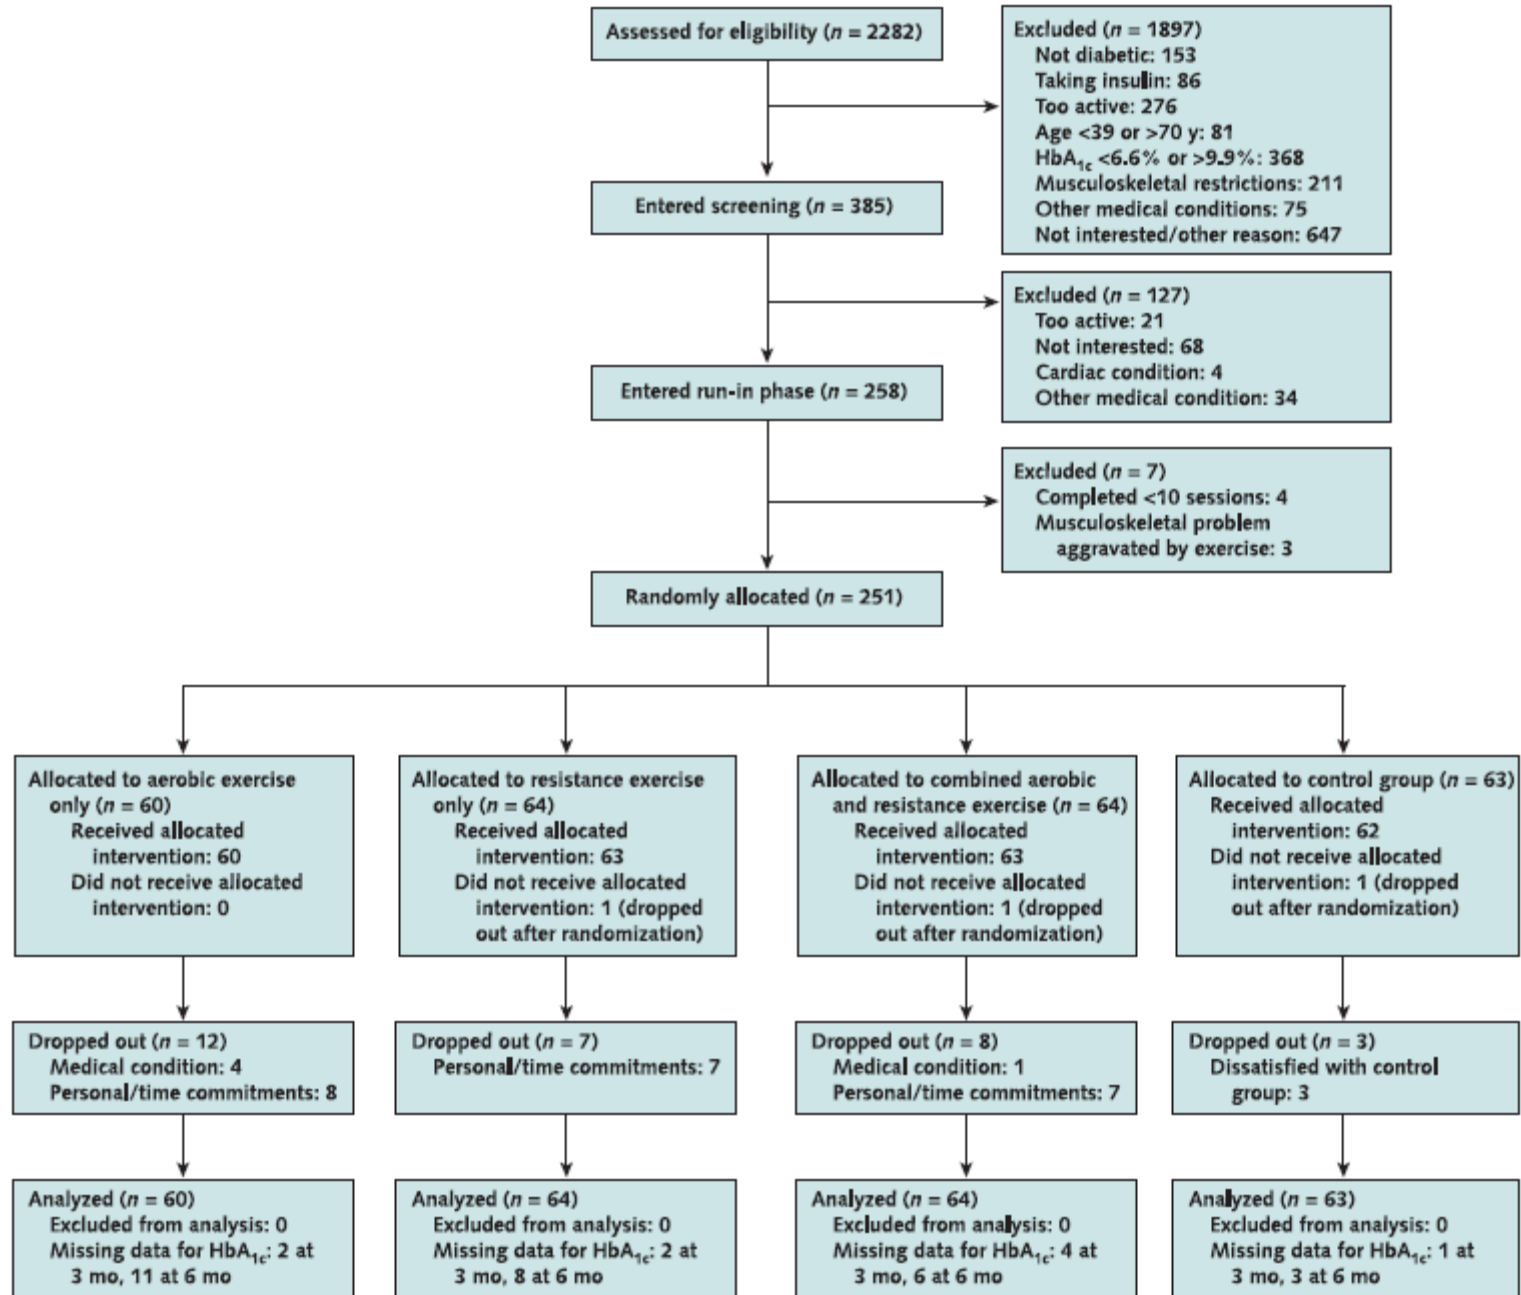 Assessed for eligibility (n = 2282)
Excluded (n = 1897)
Not diabetic: 153
Taking insulin: 86
Too active: 276
Age <39 or >70 y: 81
HbA1c <6.6% or >9.9%: 368
Musculoskeletal restrictions: 211
Other medical conditions: 75
Not interested/other reason: 647
Entered screening (n = 385)
Excluded (n = 127)
Too active: 21
Not interested: 68
Cardiac condition: 4
Other medical condition: 34
Entered run-in phase (n = 258)
Excluded (n = 7)
Completed <10 sessions: 4
Musculoskeletal problem
aggravated by exercise: 3
Randomly allocated (n = 251)
Allocated to aerobic exercise
only (n = 60)
Received allocated
intervention: 60
Did not receive allocated
intervention: 0
Allocated to resistance exercise
only (n = 64)
Received allocated
intervention: 63
Did not receive allocated
intervention: 1 (dropped
out after randomization)
Allocated to combined aerobic
and resistance exercise (n = 64)
Received allocated
intervention: 63
Did not receive allocated
intervention: 1 (dropped
out after randomization)
Allocated to control group (n = 63)
Received allocated
intervention: 62
Did not receive allocated
intervention: 1 (dropped
out after randomization)
Dropped out (n = 12)
Medical condition: 4
Personal/time commitments: 8
Dropped out (n = 7)
Personal/time commitments: 7
Dropped out (n = 8)
Medical condition: 1
Personal/time commitments: 7
Dropped out (n = 3)
Dissatisfied with control
group: 3
Analyzed (n = 60)
Excluded from analysis: 0
Missing data for HbA1c: 2 at
3 mo, 11 at 6 mo
Analyzed (n = 64)
Excluded from analysis: 0
Missing data for HbA1c: 2 at
3 mo, 8 at 6 mo
Analyzed (n = 64)
Excluded from analysis: 0
Missing data for HbA1c: 4 at
3 mo, 6 at 6 mo
Analyzed (n = 63)
Excluded from analysis: 0
Missing data for HbA1c: 1 at
3 mo, 3 at 6 mo